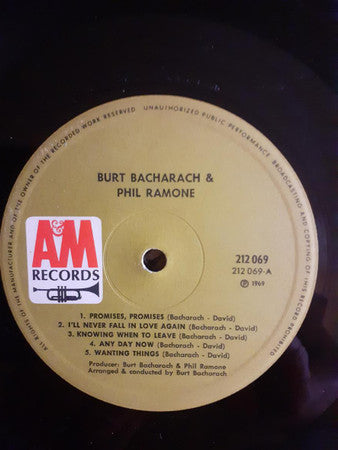 ALL RIGHTS OF THE MANUFACTURER AND OF THE OWNER OF THE RECORDED WORK RESERVED. UNAUTHORIZED PUBLIC PERFORMANCE BROADCASTING AND COPYING OF THIS RECORD PROHIBITED
BURT BACHARACH &
PHIL RAMONE
A&M
RECORDS
212 069
212 069-A
Ⓟ 1969
1. PROMISES, PROMISES (Bacharach - David)
2. I'LL NEVER FALL IN LOVE AGAIN (Bacharach - David)
3. KNOWING WHEN TO LEAVE (Bacharach - David)
4. ANY DAY NOW (Bacharach - David)
5. WANTING THINGS (Bacharach - David)
Producer: Burt Bacharach & Phil Ramone
Arranged & conducted by Burt Bacharach